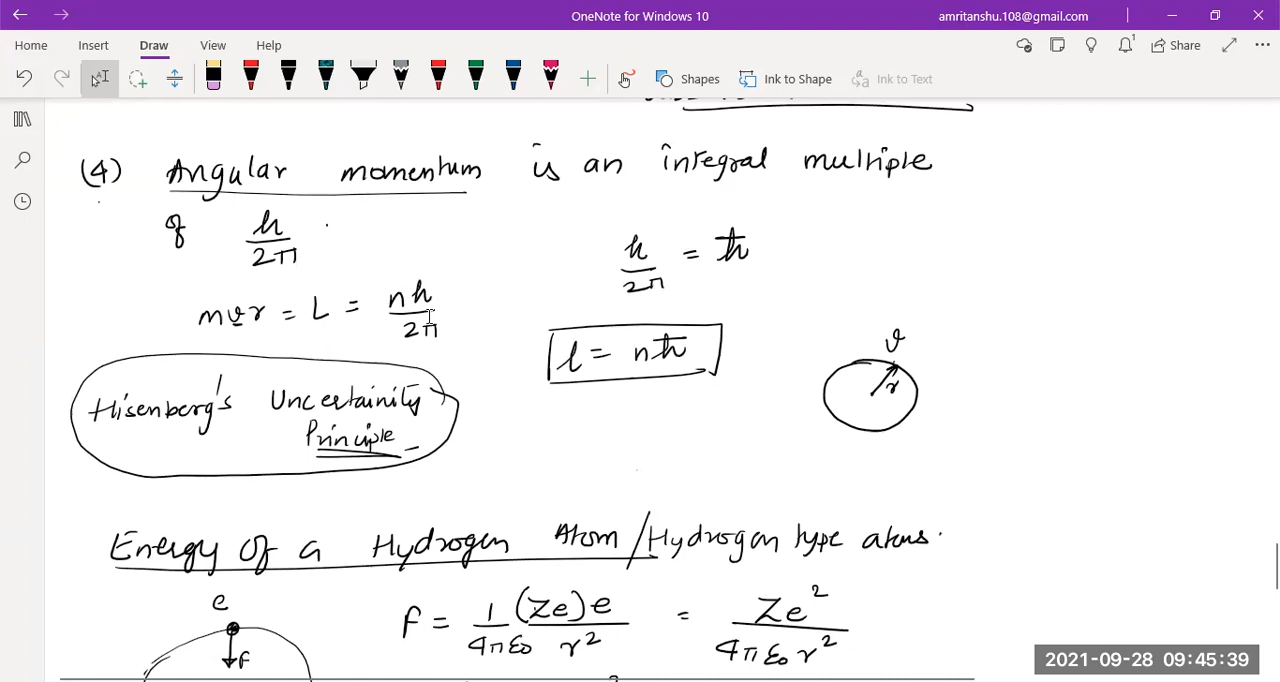 OneNote for Windows 10
amritanshu.108@gmail.com
Home Insert Draw View Help
Share
Shapes Ink to Shape Ink to Text
(4) Angular momentum is an integral multiple
of h/2π
h/2π = ħ
mvr = L = nh/2π
l = nħ
v
r
Hisenberg's Uncertainity
Principle
Energy of a Hydrogen Atom/Hydrogen type atoms.
e
F
F = 1/4πε₀ (Ze)e/r² = Ze²/4πε₀r²
2021-09-28 09:45:39